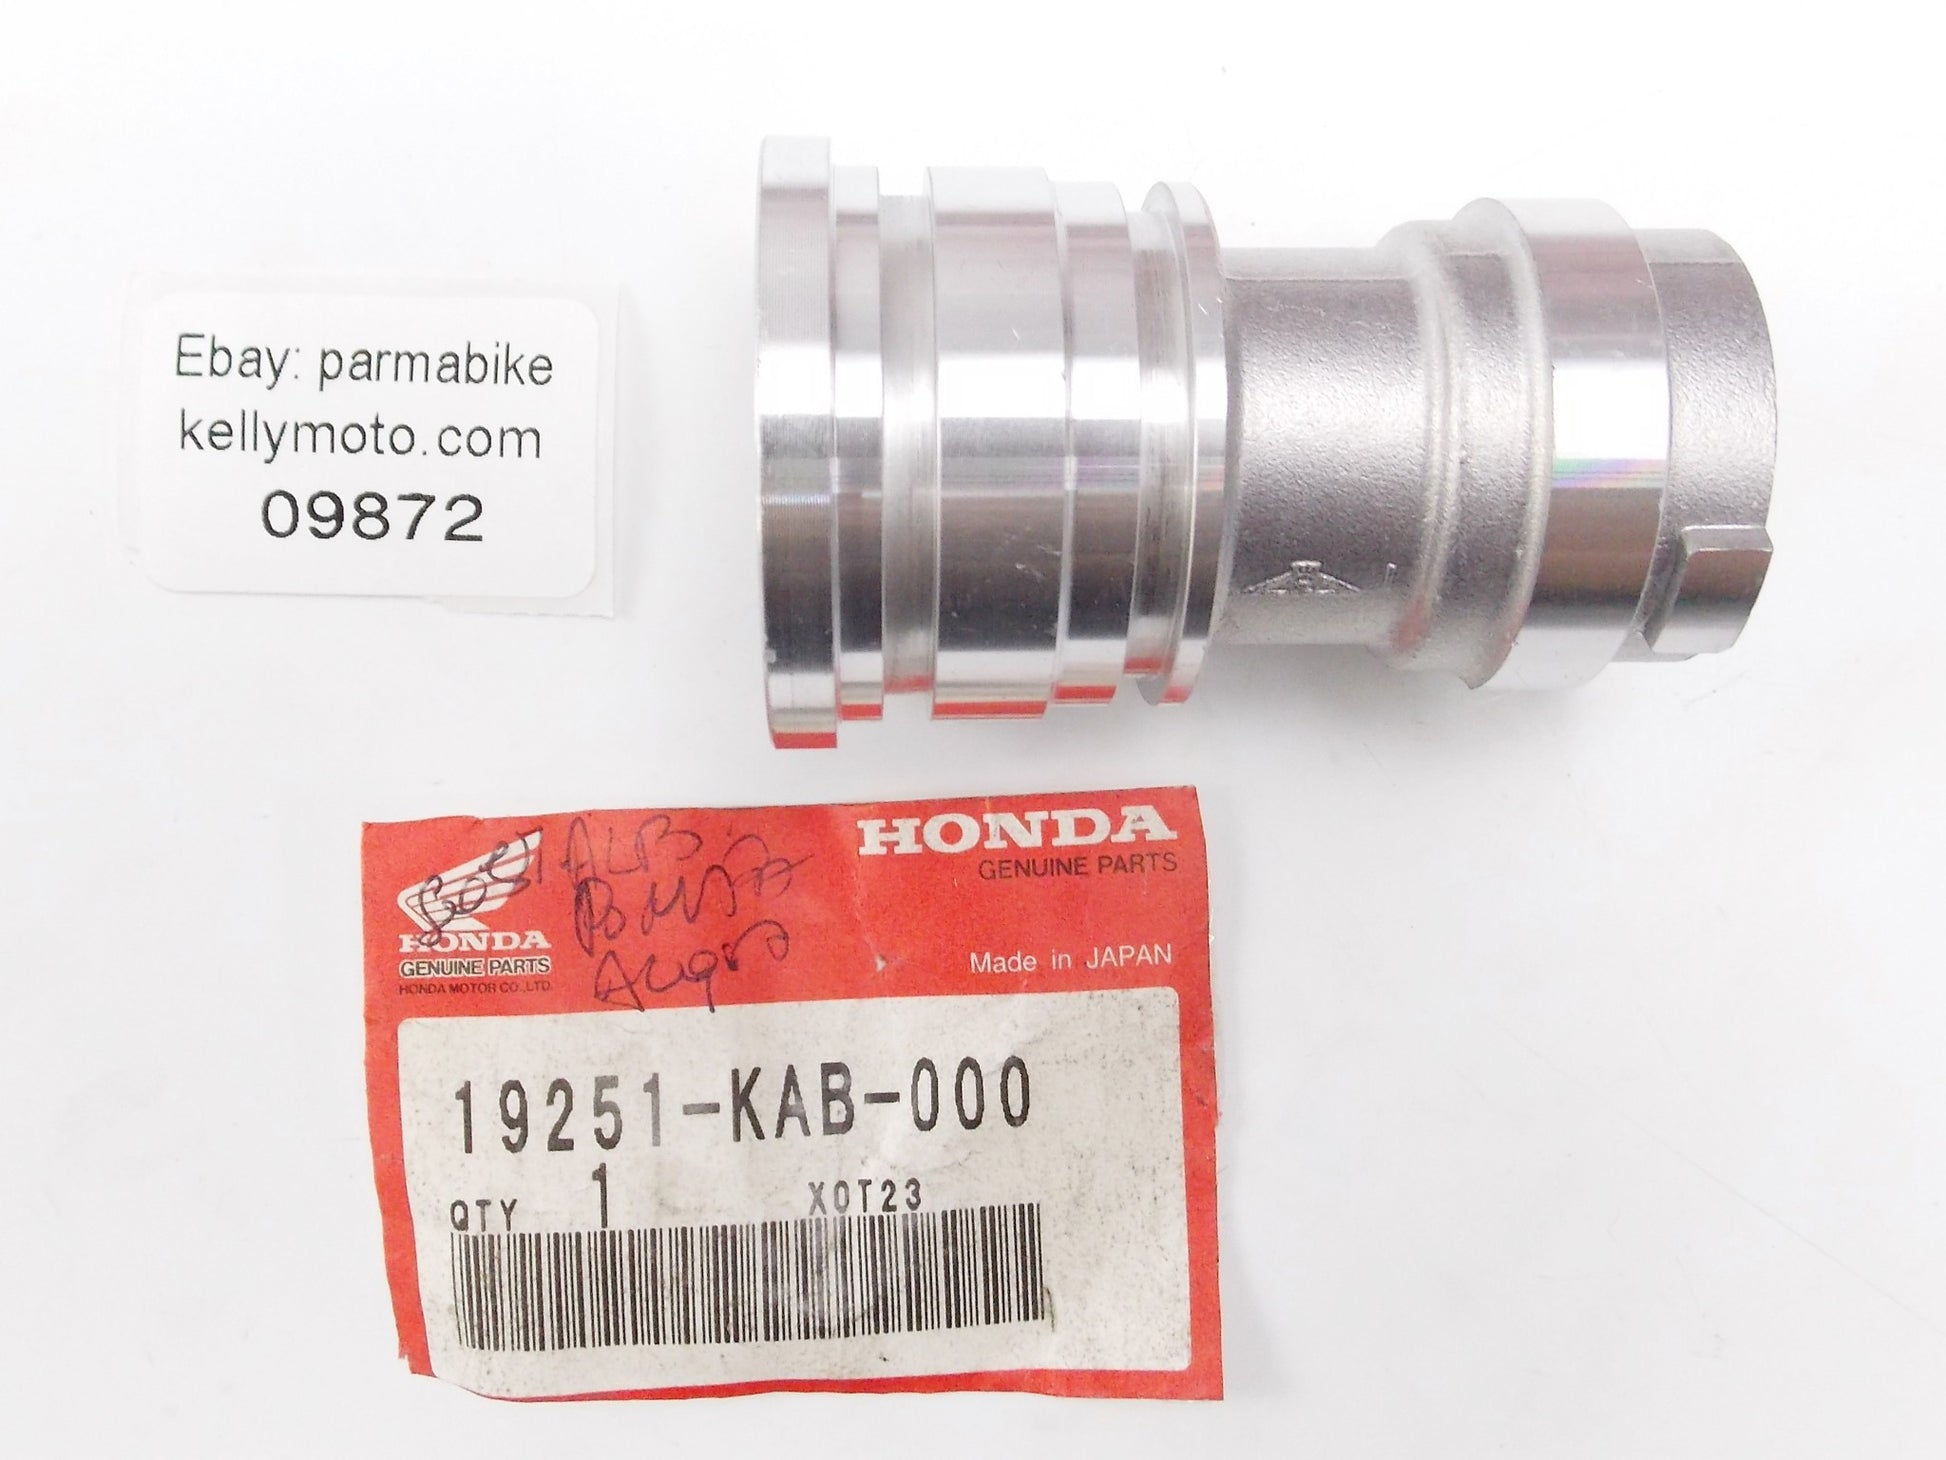 Ebay: parmabike
kellymoto.com
09872
HONDA
GENUINE PARTS
HONDA
GENUINE PARTS
HONDA MOTOR CO.,LTD.
Made in JAPAN
19251-KAB-000
QTY 1 X0T23